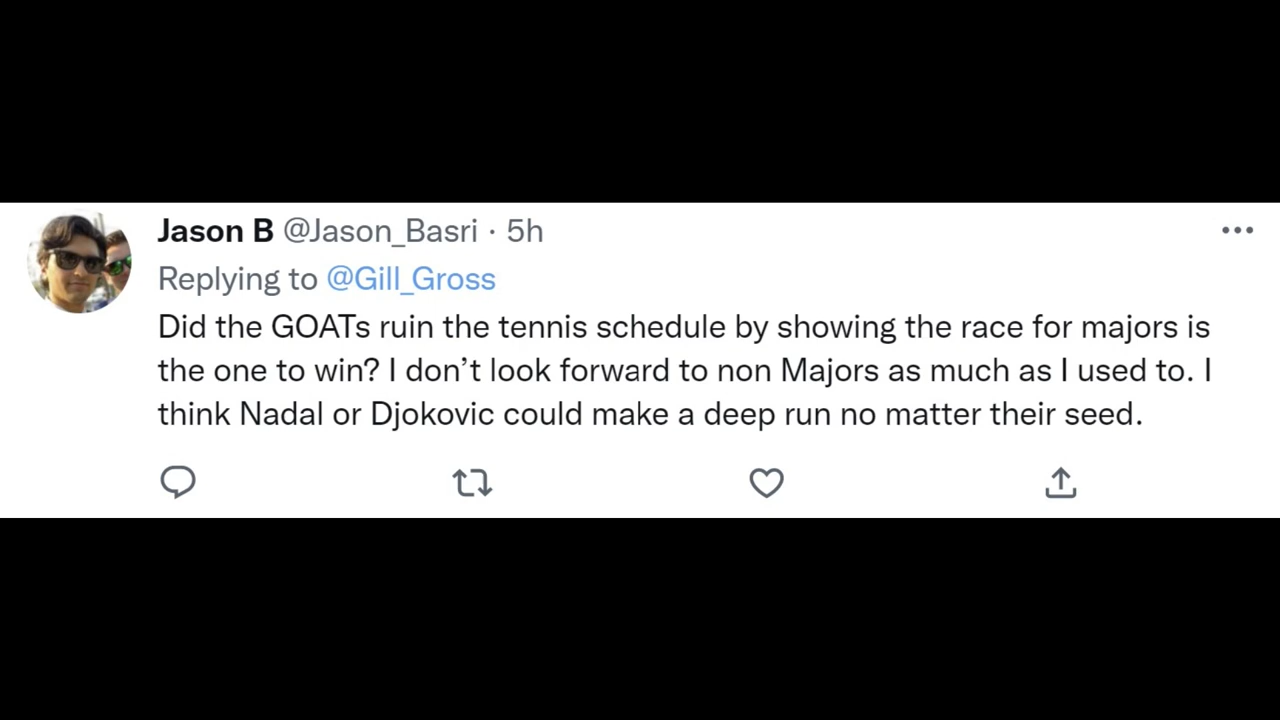 Jason B @Jason_Basri · 5h
Replying to @Gill_Gross
Did the GOATs ruin the tennis schedule by showing the race for majors is
the one to win? I don’t look forward to non Majors as much as I used to. I
think Nadal or Djokovic could make a deep run no matter their seed.